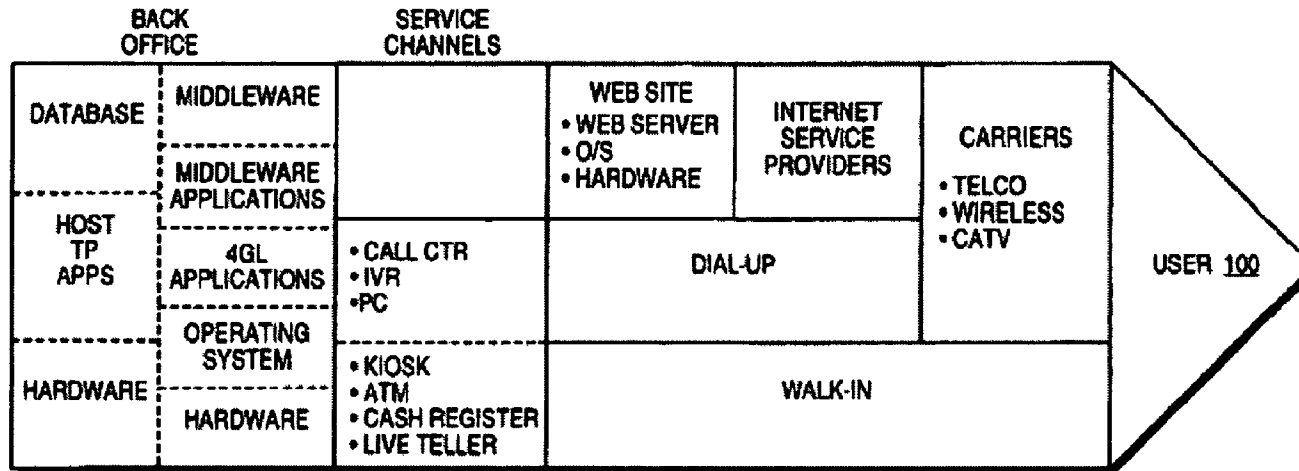 BACK
OFFICE
SERVICE
CHANNELS
DATABASE
HOST
TP
APPS
HARDWARE
MIDDLEWARE
MIDDLEWARE
APPLICATIONS
4GL
APPLICATIONS
OPERATING
SYSTEM
HARDWARE
• CALL CTR
• IVR
•PC
• KIOSK
• ATM
• CASH REGISTER
• LIVE TELLER
WEB SITE
• WEB SERVER
• O/S
• HARDWARE
INTERNET
SERVICE
PROVIDERS
DIAL-UP
WALK-IN
CARRIERS
• TELCO
• WIRELESS
• CATV
USER 100